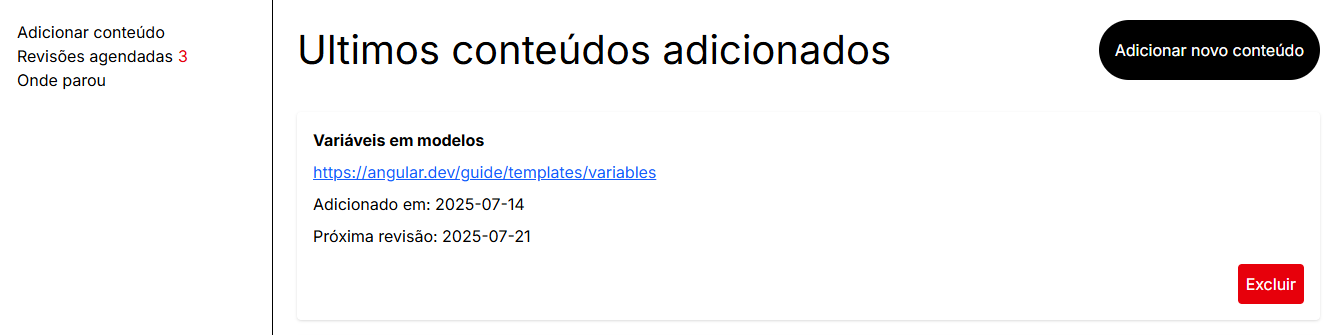 Adicionar conteúdo
Revisões agendadas 3
Onde parou
Ultimos conteúdos adicionados
Adicionar novo conteúdo
Variáveis em modelos
https://angular.dev/guide/templates/variables
Adicionado em: 2025-07-14
Próxima revisão: 2025-07-21
Excluir